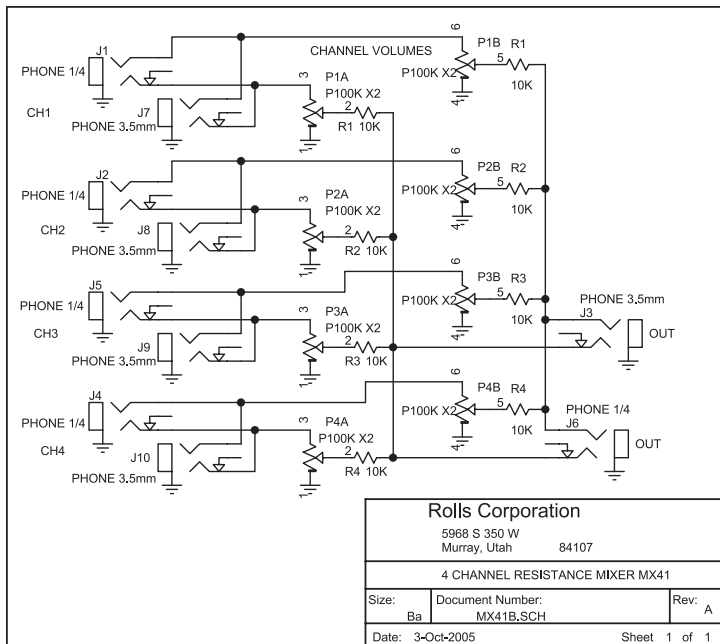 CHANNEL VOLUMES
J1
PHONE 1/4
CH1
J7
PHONE 3.5mm
3
P1A
P100K X2
2
R1 10K
1
6
P1B
R1
P100K X2
5
10K
4
J2
PHONE 1/4
CH2
J8
PHONE 3.5mm
3
P2A
P100K X2
2
R2 10K
1
6
P2B
R2
P100K X2
5
10K
4
J5
PHONE 1/4
CH3
J9
PHONE 3.5mm
3
P3A
P100K X2
2
R3 10K
1
6
P3B
R3
P100K X2
5
10K
4
PHONE 3.5mm
J3
OUT
J4
PHONE 1/4
CH4
J10
PHONE 3.5mm
3
P4A
P100K X2
2
R4 10K
1
6
P4B
R4
P100K X2
5
10K
4
PHONE 1/4
J6
OUT
Rolls Corporation
5968 S 350 W
Murray, Utah 84107
4 CHANNEL RESISTANCE MIXER MX41
Size: Document Number: Rev:
Ba MX41B.SCH A
Date: 3-Oct-2005 Sheet 1 of 1